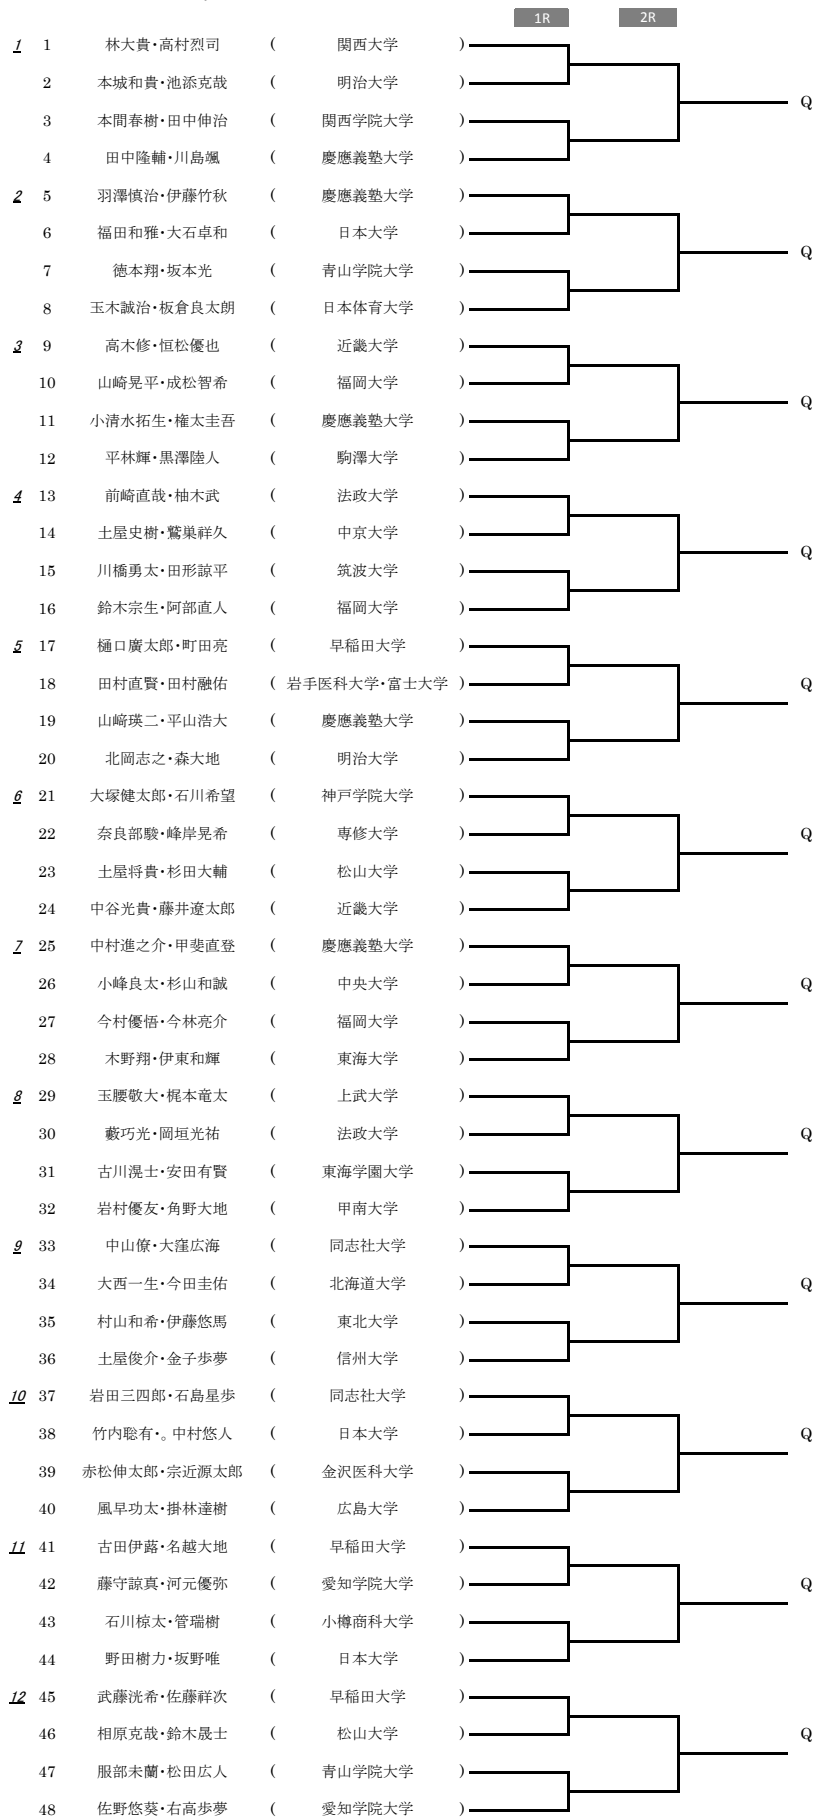 1R 2R
1 1 林大貴・高村烈司 ( 関西大学 )
2 本城和貴・池添克哉 ( 明治大学 )
Q
3 本間春樹・田中伸治 ( 関西学院大学 )
4 田中隆輔・川島颯 ( 慶應義塾大学 )
2 5 羽澤慎治・伊藤竹秋 ( 慶應義塾大学 )
6 福田和雅・大石卓和 ( 日本大学 )
Q
7 徳本翔・坂本光 ( 青山学院大学 )
8 玉木誠治・板倉良太朗 ( 日本体育大学 )
3 9 高木修・恒松優也 ( 近畿大学 )
10 山崎晃平・成松智希 ( 福岡大学 )
Q
11 小清水拓生・権太圭吾 ( 慶應義塾大学 )
12 平林輝・黒澤陸人 ( 駒澤大学 )
4 13 前崎直哉・柚木武 ( 法政大学 )
14 土屋史樹・鷲巣祥久 ( 中京大学 )
Q
15 川橋勇太・田形諒平 ( 筑波大学 )
16 鈴木宗生・阿部直人 ( 福岡大学 )
5 17 樋口廣太郎・町田亮 ( 早稲田大学 )
18 田村直賢・田村融佑 ( 岩手医科大学・富士大学 )
Q
19 山﨑瑛二・平山浩大 ( 慶應義塾大学 )
20 北岡志之・森大地 ( 明治大学 )
6 21 大塚健太郎・石川希望 ( 神戸学院大学 )
22 奈良部駿・峰岸晃希 ( 専修大学 )
Q
23 土屋将貴・杉田大輔 ( 松山大学 )
24 中谷光貴・藤井遼太郎 ( 近畿大学 )
7 25 中村進之介・甲斐直登 ( 慶應義塾大学 )
26 小峰良太・杉山和誠 ( 中央大学 )
Q
27 今村優悟・今林亮介 ( 福岡大学 )
28 木野翔・伊東和輝 ( 東海大学 )
8 29 玉腰敬大・梶本竜太 ( 上武大学 )
30 藪巧光・岡垣光祐 ( 法政大学 )
Q
31 古川滉士・安田有賢 ( 東海学園大学 )
32 岩村優友・角野大地 ( 甲南大学 )
9 33 中山僚・大窪広海 ( 同志社大学 )
34 大西一生・今田圭佑 ( 北海道大学 )
Q
35 村山和希・伊藤悠馬 ( 東北大学 )
36 土屋俊介・金子歩夢 ( 信州大学 )
10 37 岩田三四郎・石島星歩 ( 同志社大学 )
38 竹内聡有・。中村悠人 ( 日本大学 )
Q
39 赤松伸太郎・宗近源太郎 ( 金沢医科大学 )
40 風早功太・掛林達樹 ( 広島大学 )
11 41 古田伊蕗・名越大地 ( 早稲田大学 )
42 藤守諒真・河元優弥 ( 愛知学院大学 )
Q
43 石川椋太・管瑞樹 ( 小樽商科大学 )
44 野田樹力・坂野唯 ( 日本大学 )
12 45 武藤洸希・佐藤祥次 ( 早稲田大学 )
46 相原克哉・鈴木晟士 ( 松山大学 )
Q
47 服部未蘭・松田広人 ( 青山学院大学 )
48 佐野悠葵・右高歩夢 ( 愛知学院大学 )